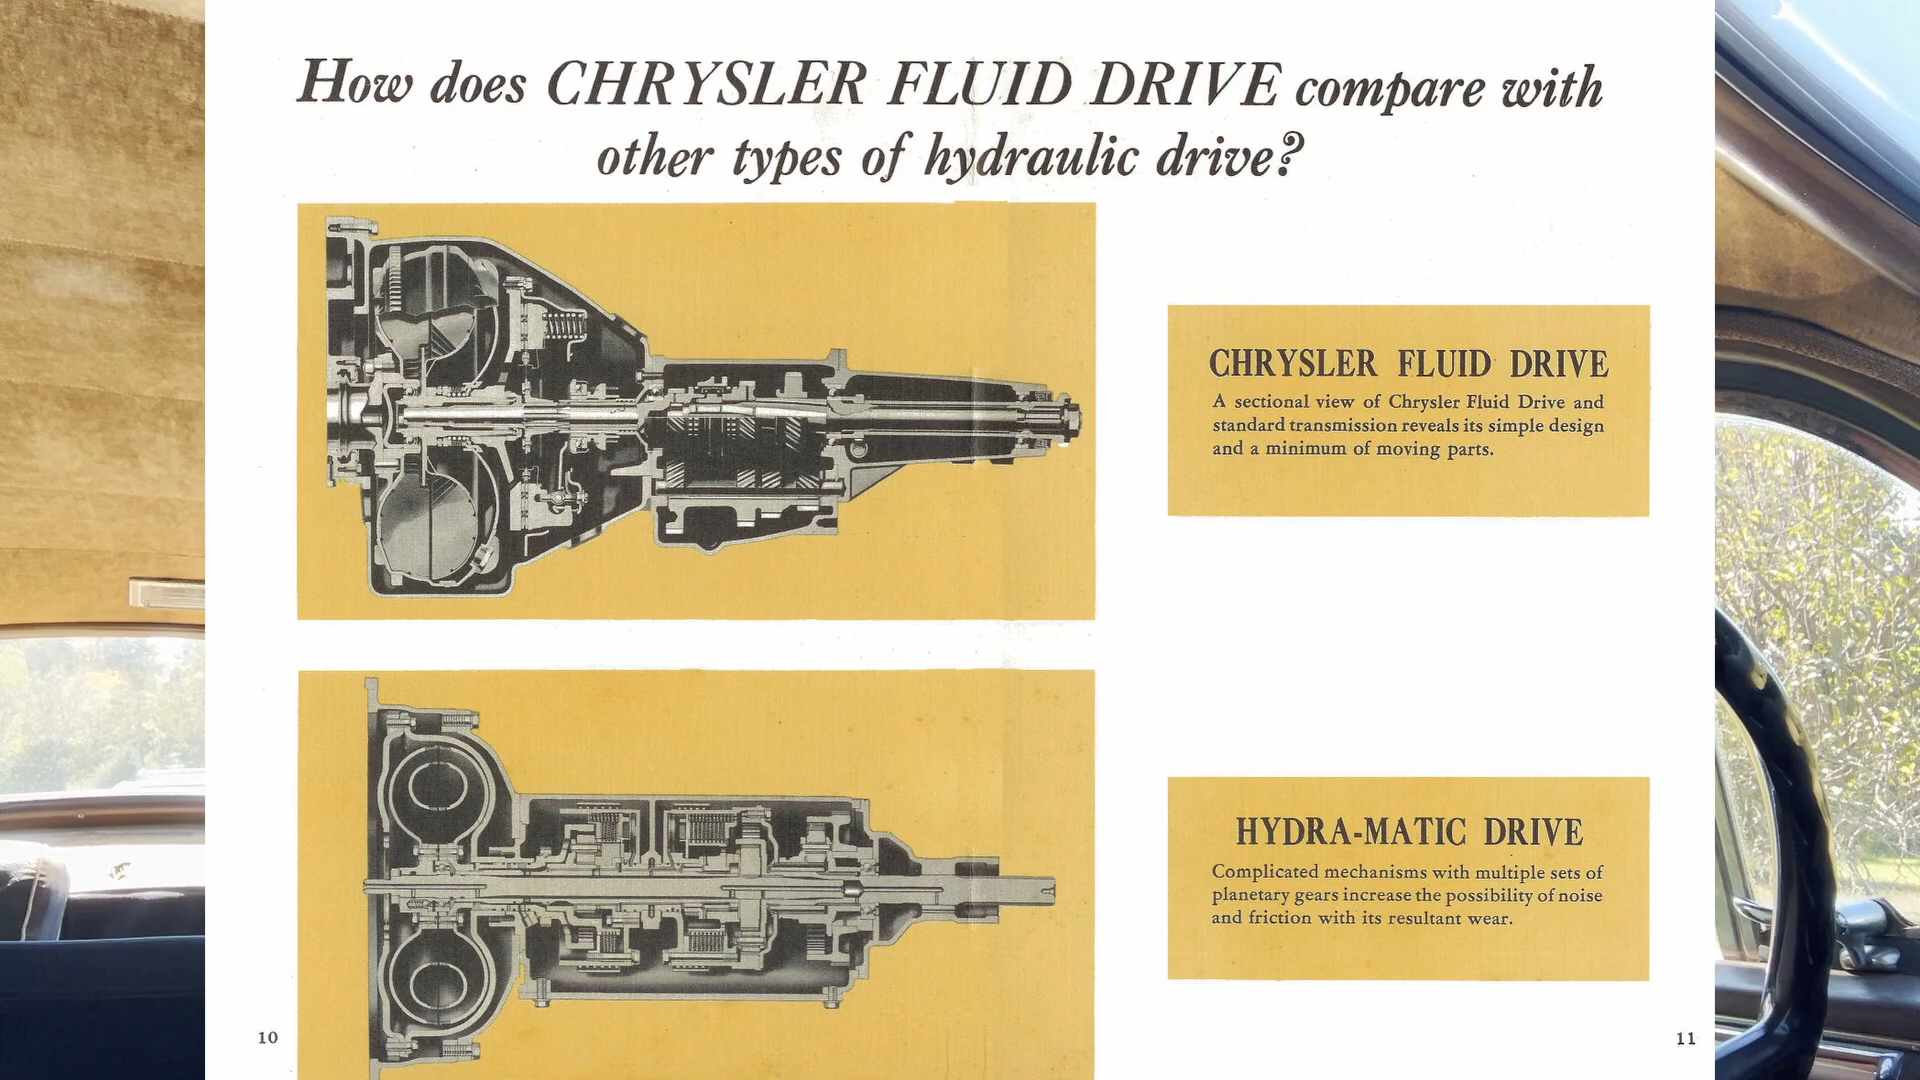 How does CHRYSLER FLUID DRIVE compare with
other types of hydraulic drive?
CHRYSLER FLUID DRIVE
A sectional view of Chrysler Fluid Drive and
standard transmission reveals its simple design
and a minimum of moving parts.
HYDRA-MATIC DRIVE
Complicated mechanisms with multiple sets of
planetary gears increase the possibility of noise
and friction with its resultant wear.
10
11